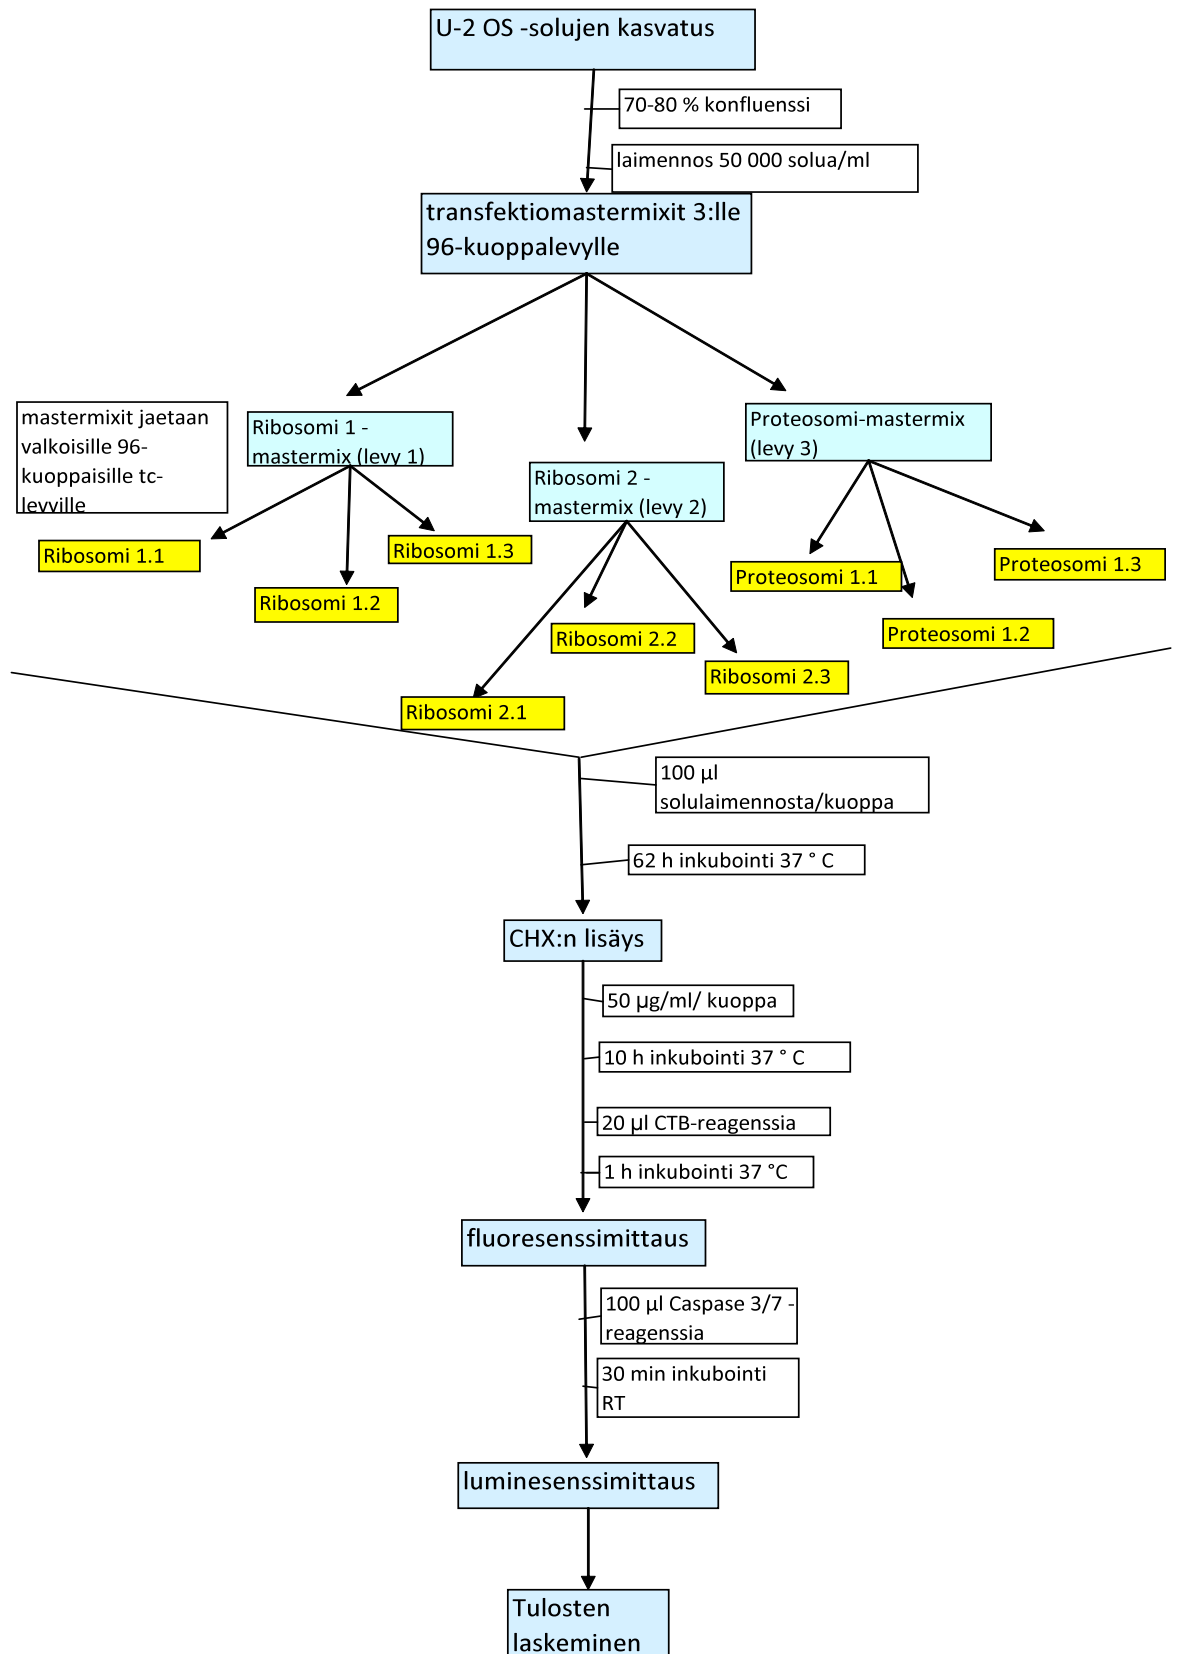 U-2 OS -solujen kasvatus
70-80 % konfluenssi
laimennos 50 000 solua/ml
transfektiomastermixit 3:lle
96-kuoppalevylle
mastermixit jaetaan
valkoisille 96-
kuoppaisille tc-
levyille
Ribosomi 1 -
mastermix (levy 1)
Ribosomi 2 -
mastermix (levy 2)
Proteosomi-mastermix
(levy 3)
Ribosomi 1.1
Ribosomi 1.2
Ribosomi 1.3
Ribosomi 2.1
Ribosomi 2.2
Ribosomi 2.3
Proteosomi 1.1
Proteosomi 1.2
Proteosomi 1.3
100 µl
solulaimennosta/kuoppa
62 h inkubointi 37 ° C
CHX:n lisäys
50 µg/ml/ kuoppa
10 h inkubointi 37 ° C
20 µl CTB-reagenssia
1 h inkubointi 37 °C
fluoresenssimittaus
100 µl Caspase 3/7 -
reagenssia
30 min inkubointi
RT
luminesenssimittaus
Tulosten
laskeminen